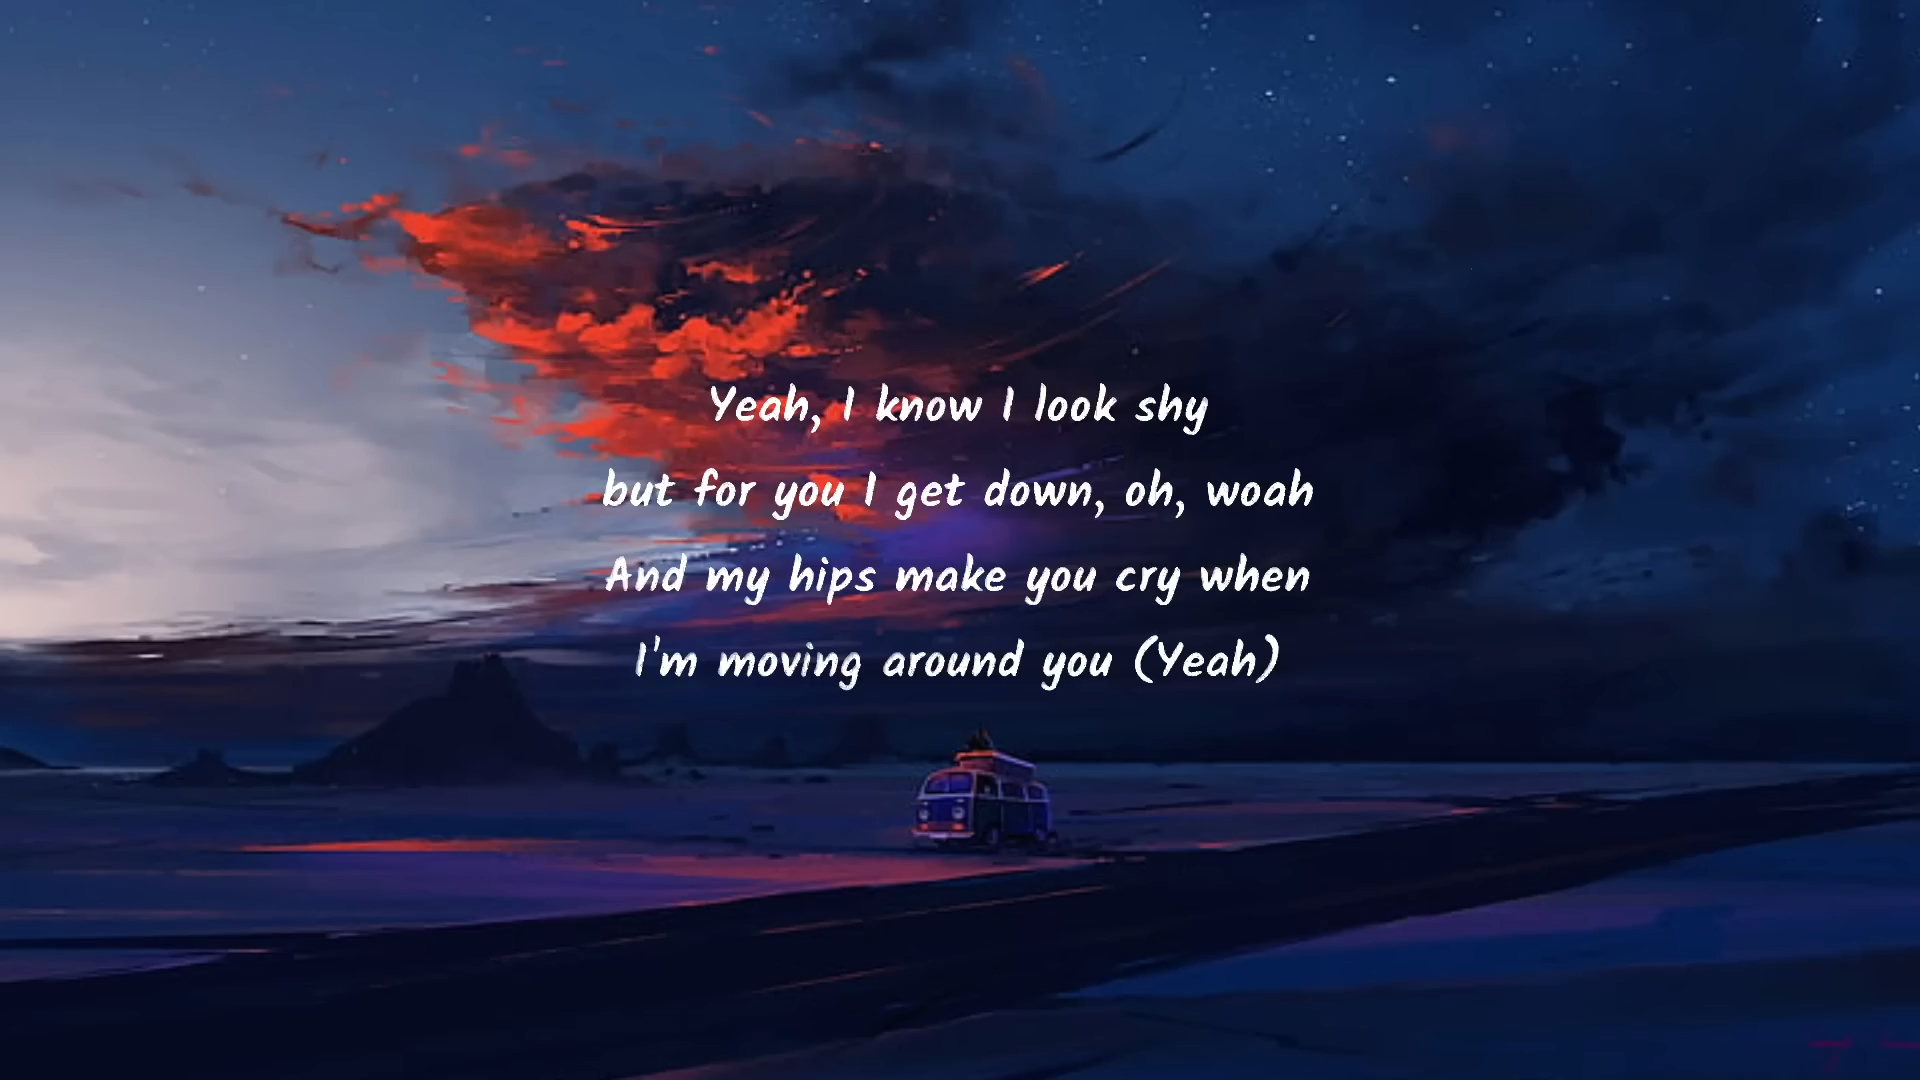 Yeah, I know I look shy
but for you I get down, oh, woah
And my hips make you cry when
I'm moving around you (Yeah)